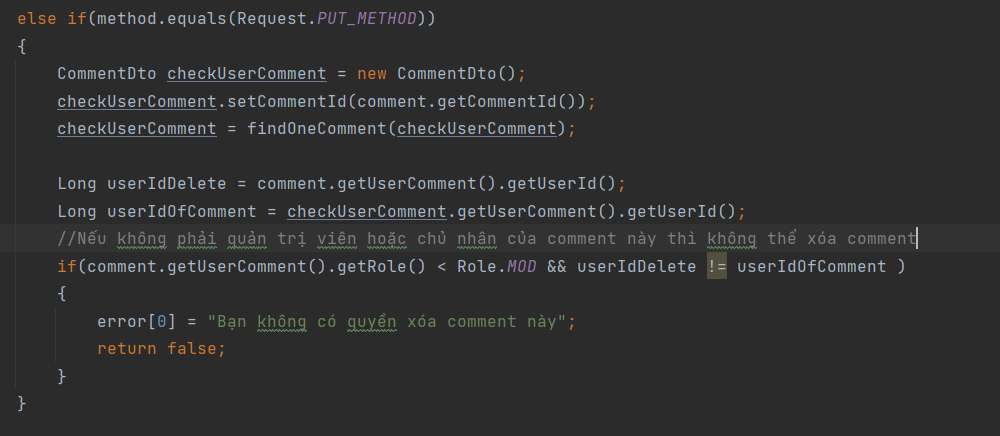 else if(method.equals(Request.PUT_METHOD))
{
CommentDto checkUserComment = new CommentDto();
checkUserComment.setCommentId(comment.getCommentId());
checkUserComment = findOneComment(checkUserComment);
Long userIdDelete = comment.getUserComment().getUserId();
Long userIdOfComment = checkUserComment.getUserComment().getUserId();
//Nếu không phải quản trị viên hoặc chủ nhân của comment này thì không thể xóa comment
if(comment.getUserComment().getRole() < Role.MOD && userIdDelete != userIdOfComment )
{
error[0] = "Bạn không có quyền xóa comment này";
return false;
}
}